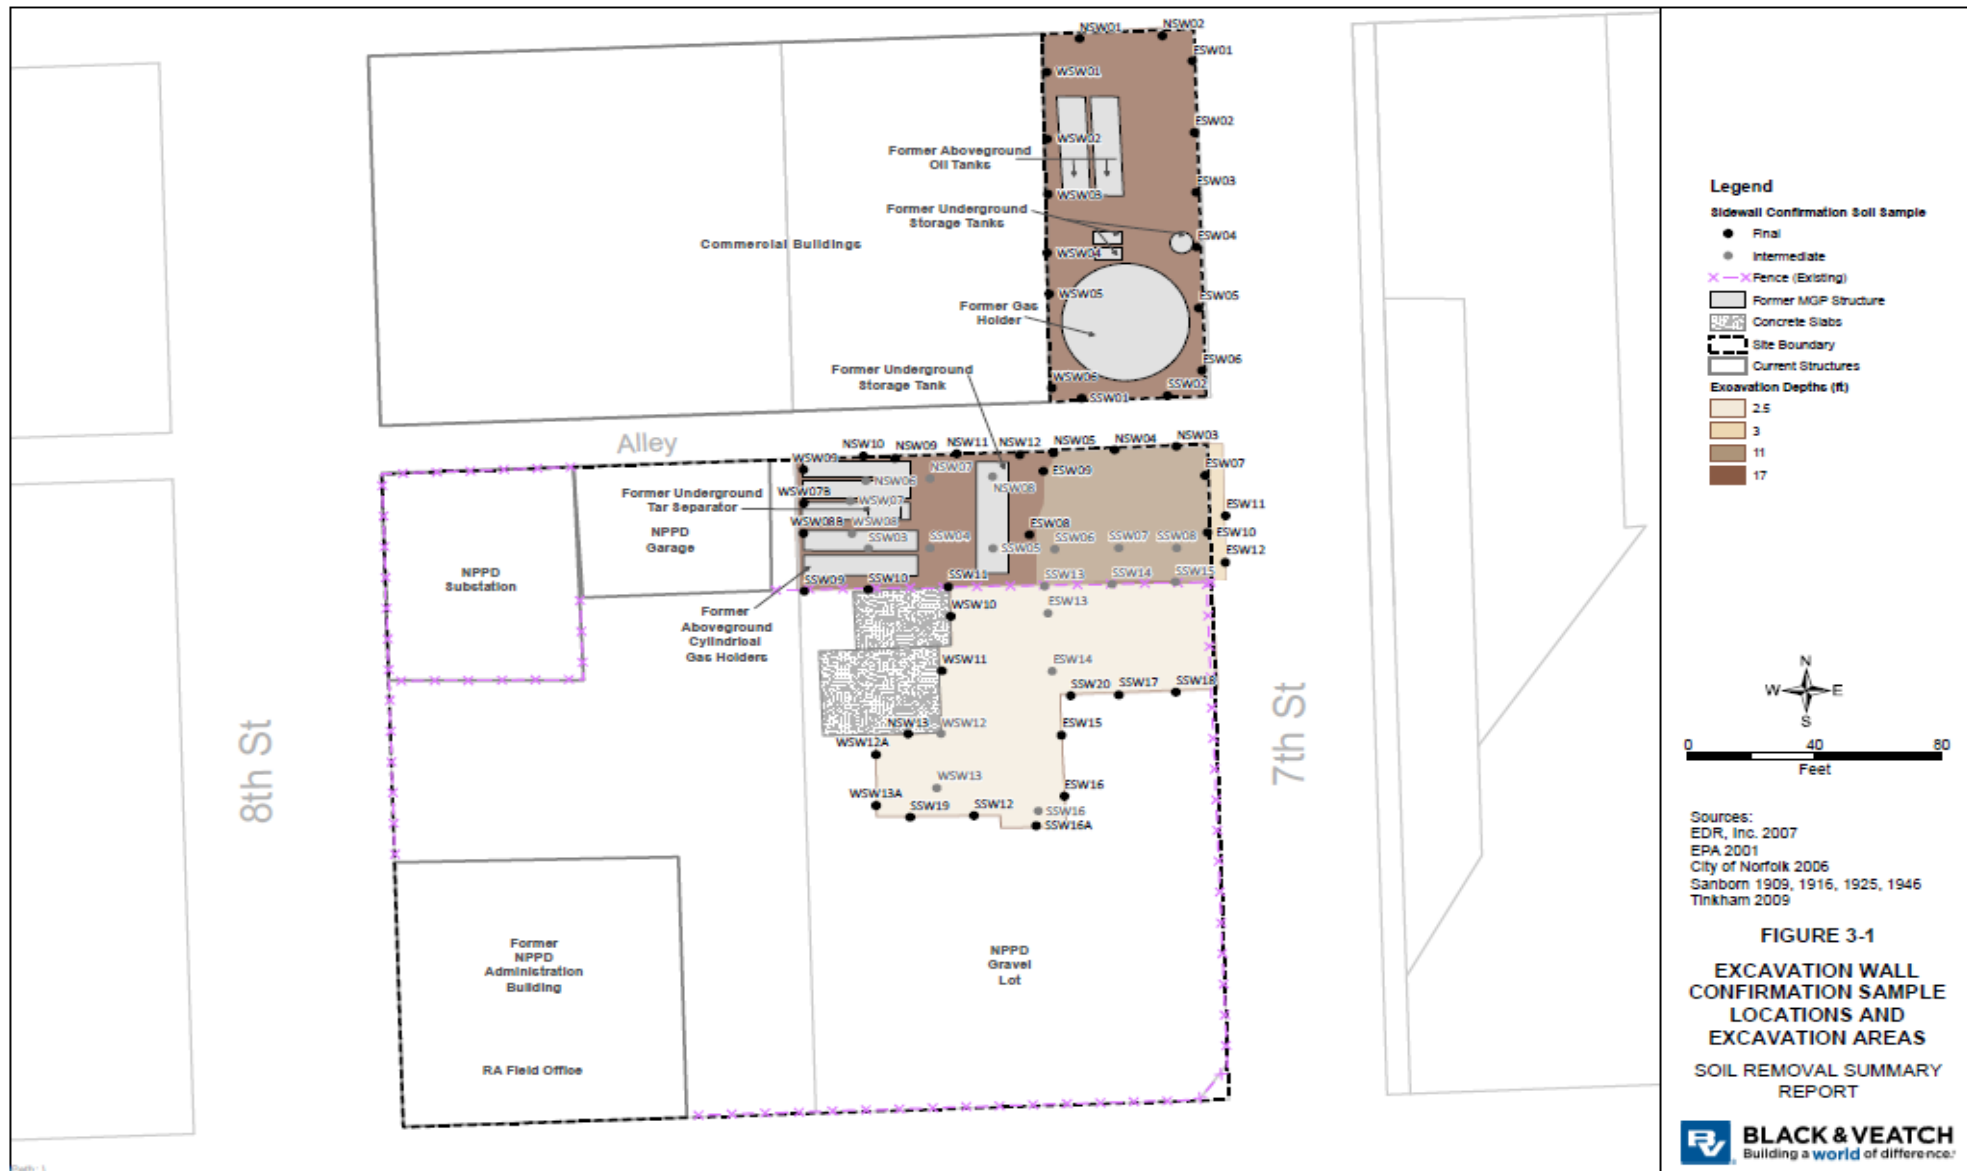 NSW01
NSW02
ESW01
WSW01
ESW02
WSW02
Former Aboveground
Oil Tanks
ESW03
WSW03
Former Underground
Storage Tanks
ESW04
Commercial Buildings
WSW04
WSW05
ESW05
Former Gas
Holder
ESW06
Former Underground
Storage Tank
WSW06
SSW02
SSW01
Alley
NSW10
NSW09
NSW11
NSW12
NSW05
NSW04
NSW03
WSW09
NSW07
ESW09
ESW07
NSW06
NSW08
Former Underground
Tar Separator
WSW07B
WSW07
ESW11
WSW08B
WSW08
ESW08
ESW10
NPPD
Garage
SSW03
SSW04
SSW05
SSW06
SSW07
SSW08
ESW12
NPPD
Substation
SSW09
SSW10
SSW11
SSW13
SSW14
SSW15
Former
Aboveground
Cylindrical
Gas Holders
WSW10
ESW13
WSW11
ESW14
SSW20
SSW17
SSW18
8th St
7th St
NSW13
WSW12
ESW15
WSW12A
WSW13
ESW16
WSW13A
SSW19
SSW12
SSW16
SSW16A
Former
NPPD
Administration
Building
RA Field Office
NPPD
Gravel
Lot
Legend
Sidewall Confirmation Soil Sample
Final
Intermediate
Fence (Existing)
Former MGP Structure
Concrete Slabs
Site Boundary
Current Structures
Excavation Depths (ft)
2.5
3
11
17
N
W E
S
0 40 80
Feet
Sources:
EDR, Inc. 2007
EPA 2001
City of Norfolk 2006
Sanborn 1909, 1916, 1925, 1946
Tinkham 2009
FIGURE 3-1
EXCAVATION WALL
CONFIRMATION SAMPLE
LOCATIONS AND
EXCAVATION AREAS
SOIL REMOVAL SUMMARY
REPORT
BV
BLACK & VEATCH
Building a world of difference.